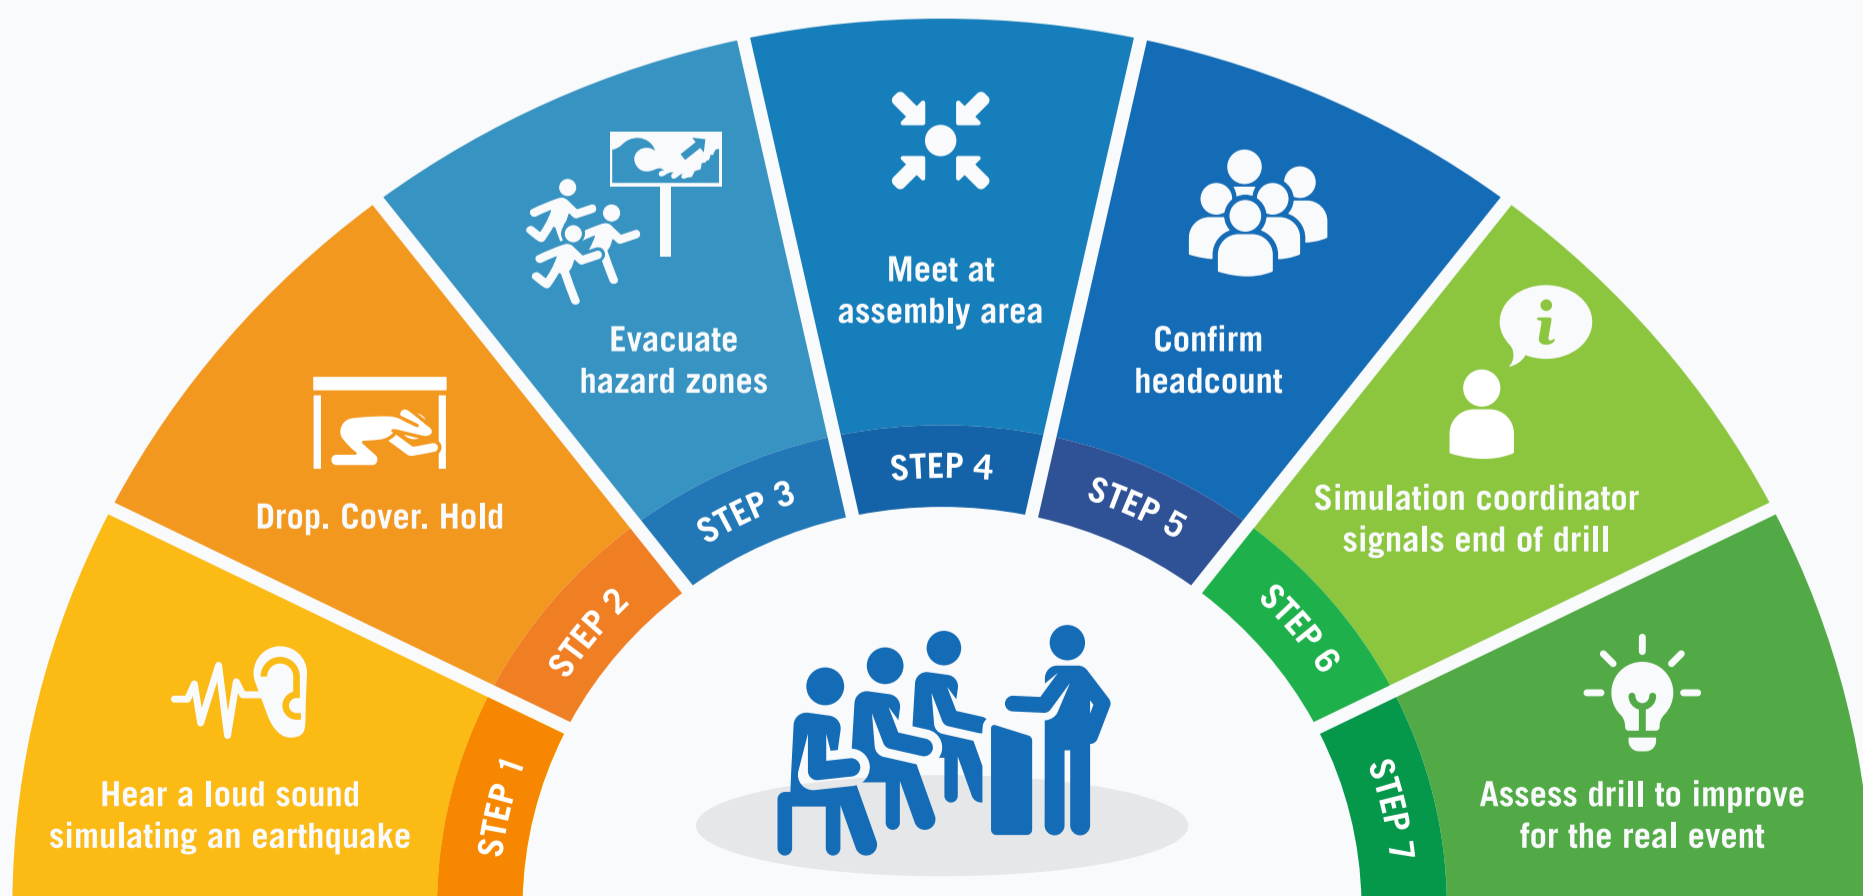 STEP 1
Hear a loud sound
simulating an earthquake
STEP 2
Drop. Cover. Hold
STEP 3
Evacuate
hazard zones
STEP 4
Meet at
assembly area
STEP 5
Confirm
headcount
STEP 6
i
Simulation coordinator
signals end of drill
STEP 7
Assess drill to improve
for the real event